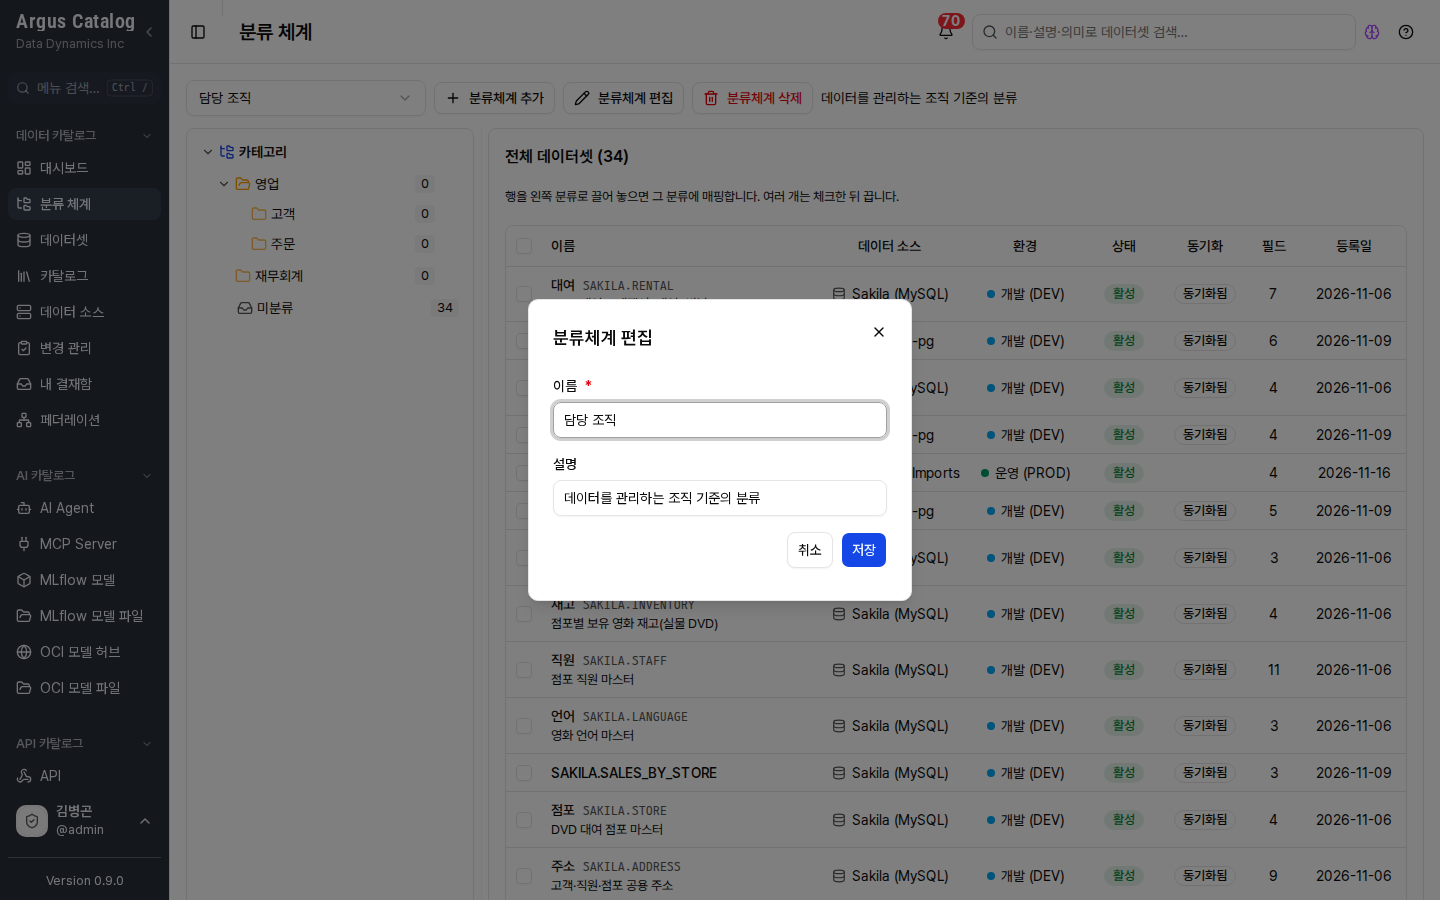 Argus Catalog
Data Dynamics Inc
메뉴 검색...
Ctrl /
데이터 카탈로그
대시보드
분류 체계
데이터셋
카탈로그
데이터 소스
변경 관리
내 결재함
페더레이션
AI 카탈로그
AI Agent
MCP Server
MLflow 모델
MLflow 모델 파일
OCI 모델 허브
OCI 모델 파일
API 카탈로그
API
김병곤
@admin
Version 0.9.0
분류 체계
70
이름·설명·의미로 데이터셋 검색...
담당 조직
분류체계 추가
분류체계 편집
분류체계 삭제
데이터를 관리하는 조직 기준의 분류
카테고리
영업 0
고객 0
주문 0
재무회계 0
미분류 34
전체 데이터셋 (34)
행을 왼쪽 분류로 끌어 놓으면 그 분류에 매핑합니다. 여러 개는 체크한 뒤 끕니다.
이름 데이터 소스 환경 상태 동기화 필드 등록일
대여 SAKILA.RENTAL Sakila (MySQL) 개발 (DEV) 활성 동기화됨 7 2026-11-06
-pg 개발 (DEV) 활성 동기화됨 6 2026-11-09
ySQL) 개발 (DEV) 활성 동기화됨 4 2026-11-06
-pg 개발 (DEV) 활성 동기화됨 4 2026-11-09
Imports 운영 (PROD) 활성 4 2026-11-16
-pg 개발 (DEV) 활성 동기화됨 5 2026-11-09
ySQL) 개발 (DEV) 활성 동기화됨 3 2026-11-06
재고 SAKILA.INVENTORY Sakila (MySQL) 개발 (DEV) 활성 동기화됨 4 2026-11-06
점포별 보유 영화 재고(실물 DVD)
직원 SAKILA.STAFF Sakila (MySQL) 개발 (DEV) 활성 동기화됨 11 2026-11-06
점포 직원 마스터
언어 SAKILA.LANGUAGE Sakila (MySQL) 개발 (DEV) 활성 동기화됨 3 2026-11-06
영화 언어 마스터
SAKILA.SALES_BY_STORE Sakila (MySQL) 개발 (DEV) 활성 동기화됨 3 2026-11-09
점포 SAKILA.STORE Sakila (MySQL) 개발 (DEV) 활성 동기화됨 4 2026-11-06
DVD 대여 점포 마스터
주소 SAKILA.ADDRESS Sakila (MySQL) 개발 (DEV) 활성 동기화됨 9 2026-11-06
고객·직원·점포 공용 주소
분류체계 편집
이름 *
담당 조직
설명
데이터를 관리하는 조직 기준의 분류
취소
저장